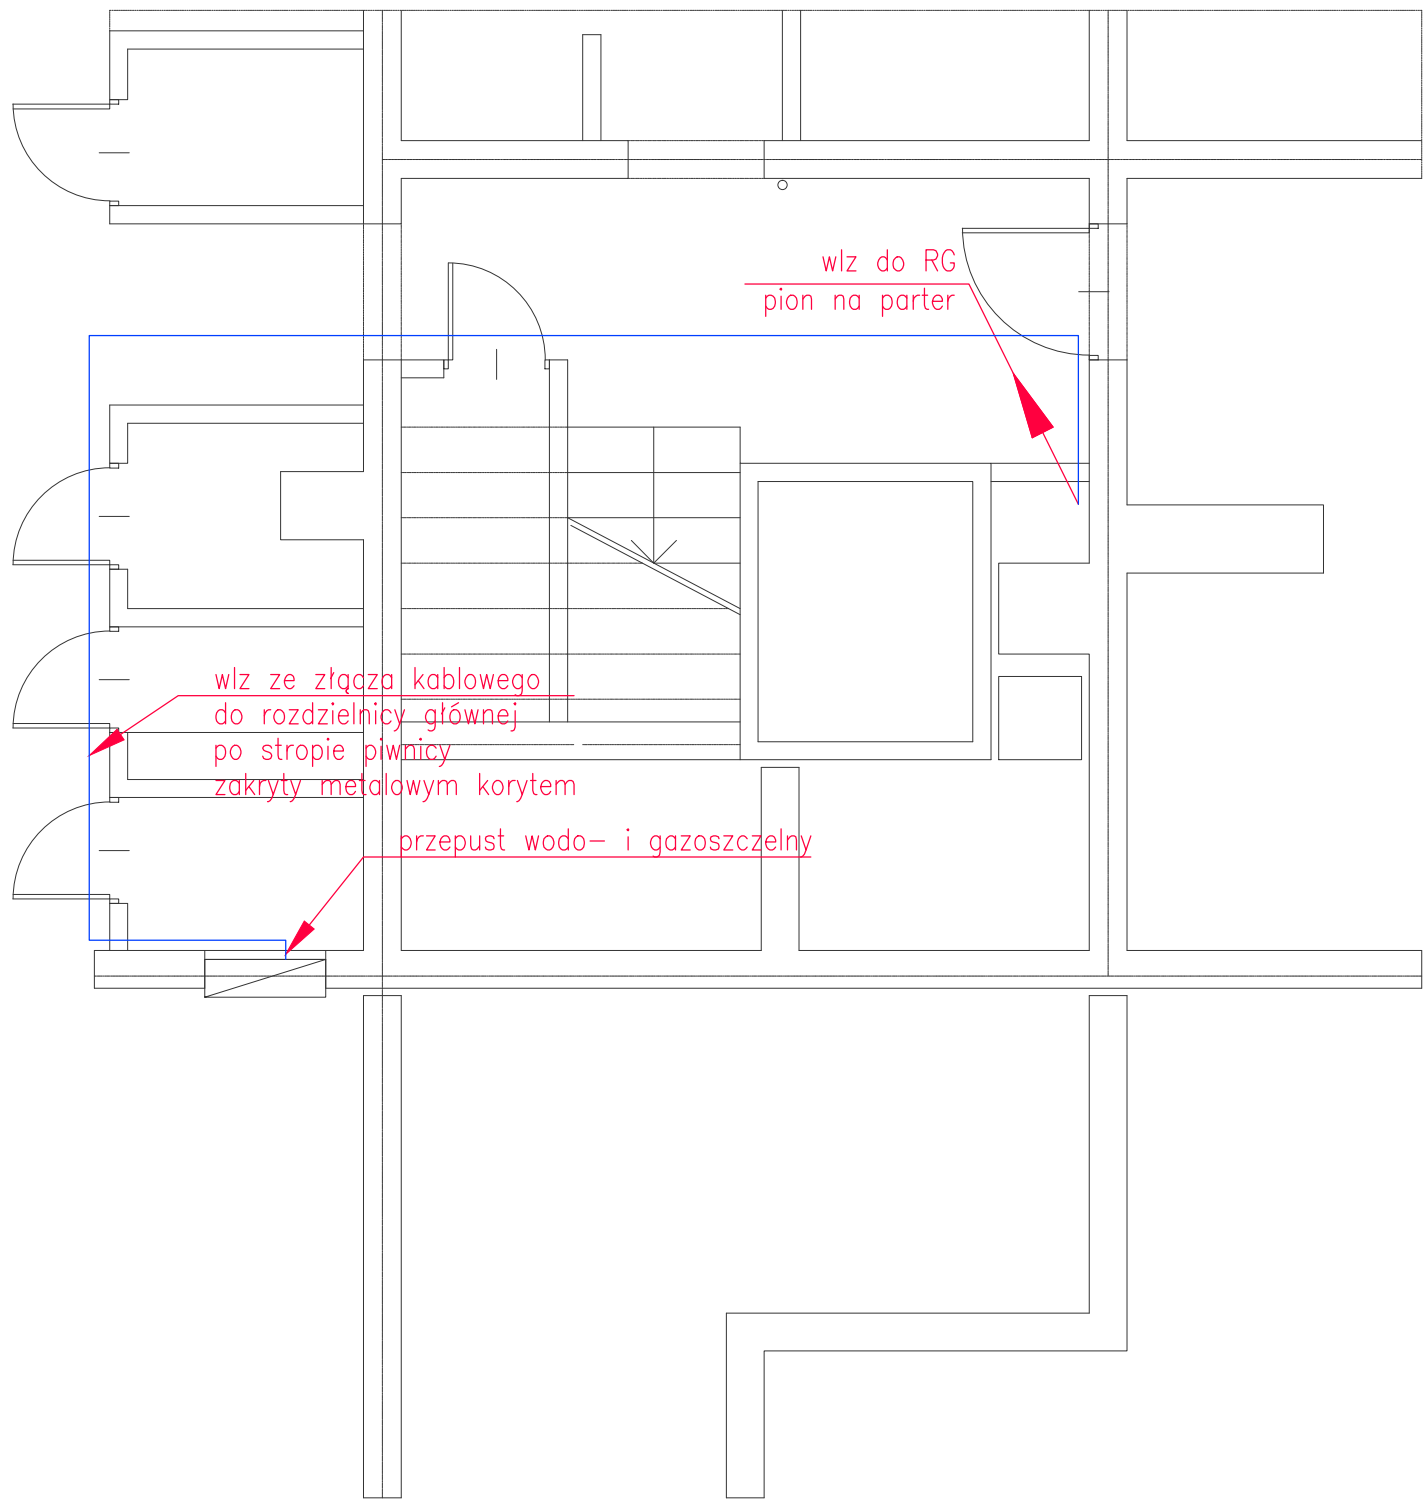 wlz do RG
pion na parter
wlz ze złącza kablowego
do rozdzielnicy głównej
po stropie piwnicy
zakryty metalowym korytem
przepust wodo- i gazoszczelny